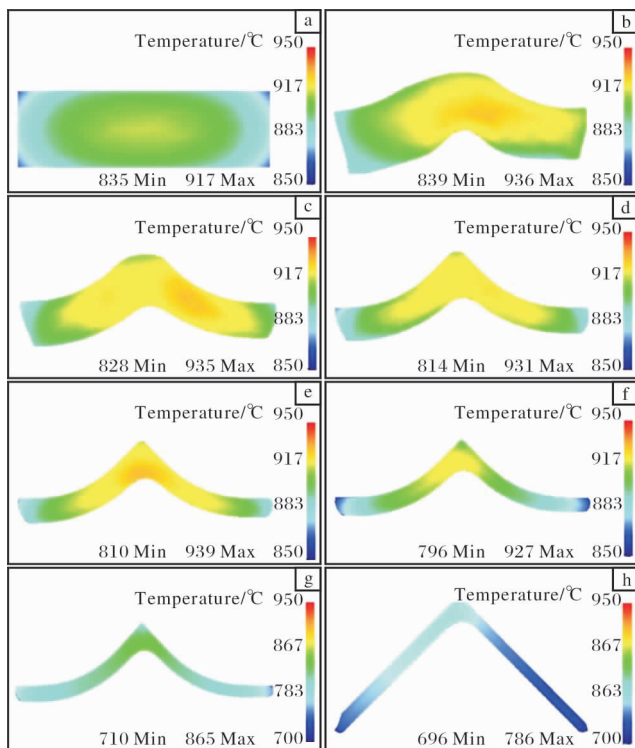 a
Temperature/℃ 950
917
883
835 Min 917 Max 850
b
Temperature/℃ 950
917
883
839 Min 936 Max 850
c
Temperature/℃ 950
917
883
828 Min 935 Max 850
d
Temperature/℃ 950
917
883
814 Min 931 Max 850
e
Temperature/℃ 950
917
883
810 Min 939 Max 850
f
Temperature/℃ 950
917
883
796 Min 927 Max 850
g
Temperature/℃ 950
867
783
710 Min 865 Max 700
h
Temperature/℃ 950
867
863
696 Min 786 Max 700